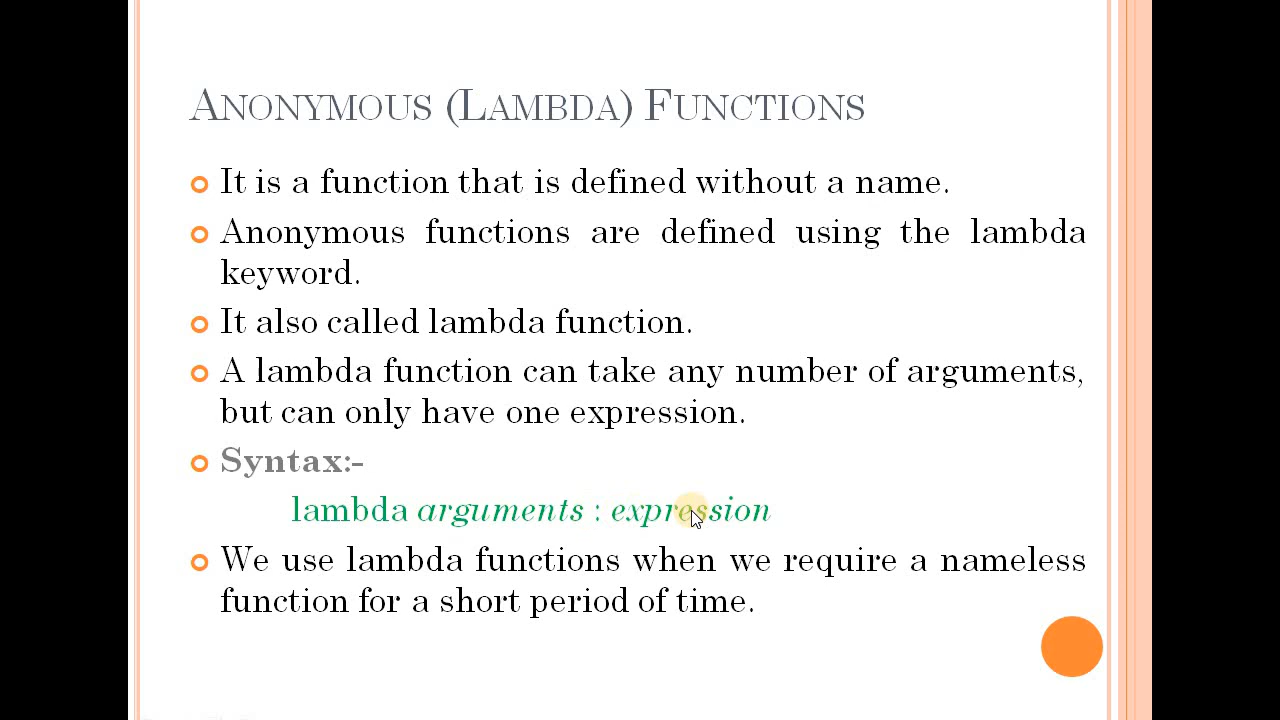 ANONYMOUS (LAMBDA) FUNCTIONS
It is a function that is defined without a name.
Anonymous functions are defined using the lambda
keyword.
It also called lambda function.
A lambda function can take any number of arguments,
but can only have one expression.
Syntax:-
lambda arguments : expression
We use lambda functions when we require a nameless
function for a short period of time.